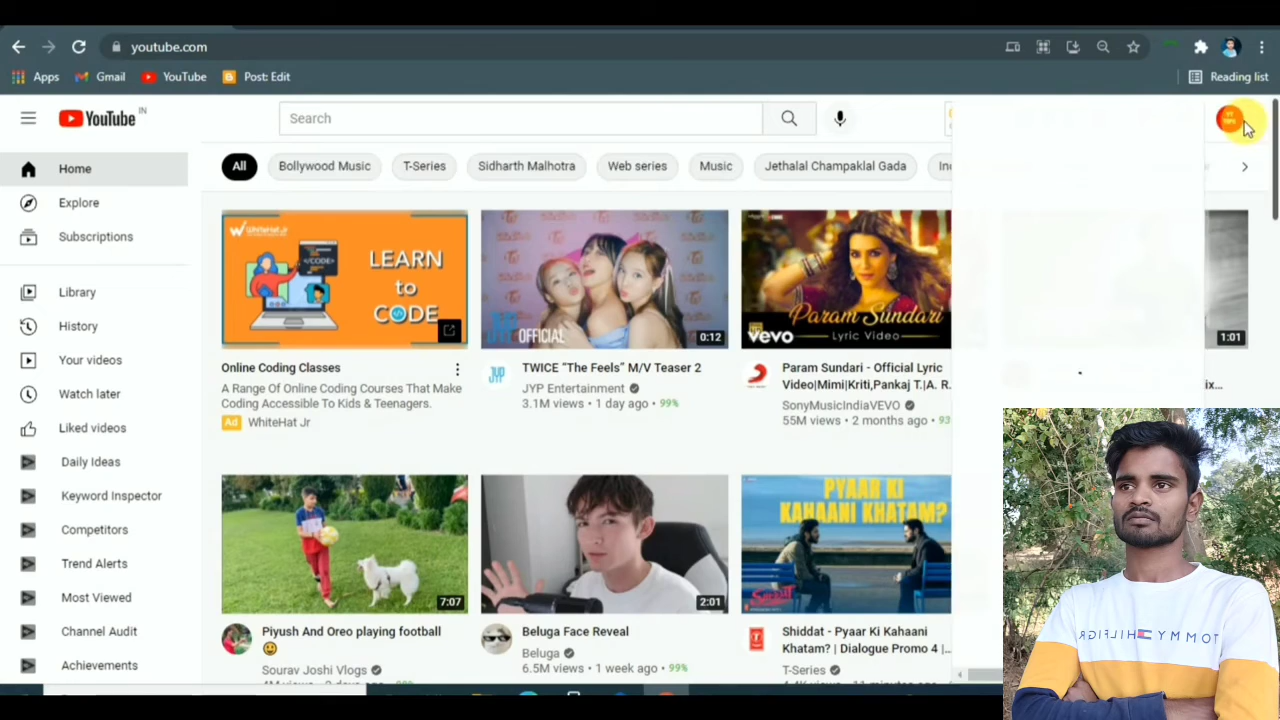 youtube.com
Apps
Gmail
YouTube
Post: Edit
Reading list
YouTube IN
Search
Home
Explore
Subscriptions
Library
History
Your videos
Watch later
Liked videos
Daily Ideas
Keyword Inspector
Competitors
Trend Alerts
Most Viewed
Channel Audit
Achievements
All
Bollywood Music
T-Series
Sidharth Malhotra
Web series
Music
Jethalal Champaklal Gada
WhiteHat Jr
LEARN
to
CODE
</CODE>
Online Coding Classes
A Range Of Online Coding Courses That Make
Coding Accessible To Kids & Teenagers.
Ad WhiteHat Jr
OFFICIAL
0:12
TWICE “The Feels” M/V Teaser 2
JYP Entertainment
3.1M views • 1 day ago • 99%
Param Sundari
Lyric Video
vevo
Param Sundari - Official Lyric
Video|Mimi|Kriti,Pankaj T.|A. R.
SonyMusicIndiaVEVO
55M views • 2 months ago • 93
1:01
7:07
Piyush And Oreo playing football
Sourav Joshi Vlogs
2:01
Beluga Face Reveal
Beluga
6.5M views • 1 week ago • 99%
PYAAR KI
KAHAANI KHATAM?
Shiddat - Pyaar Ki Kahaani
Khatam? | Dialogue Promo 4 |...
T-Series
TOMMY HILFIGER